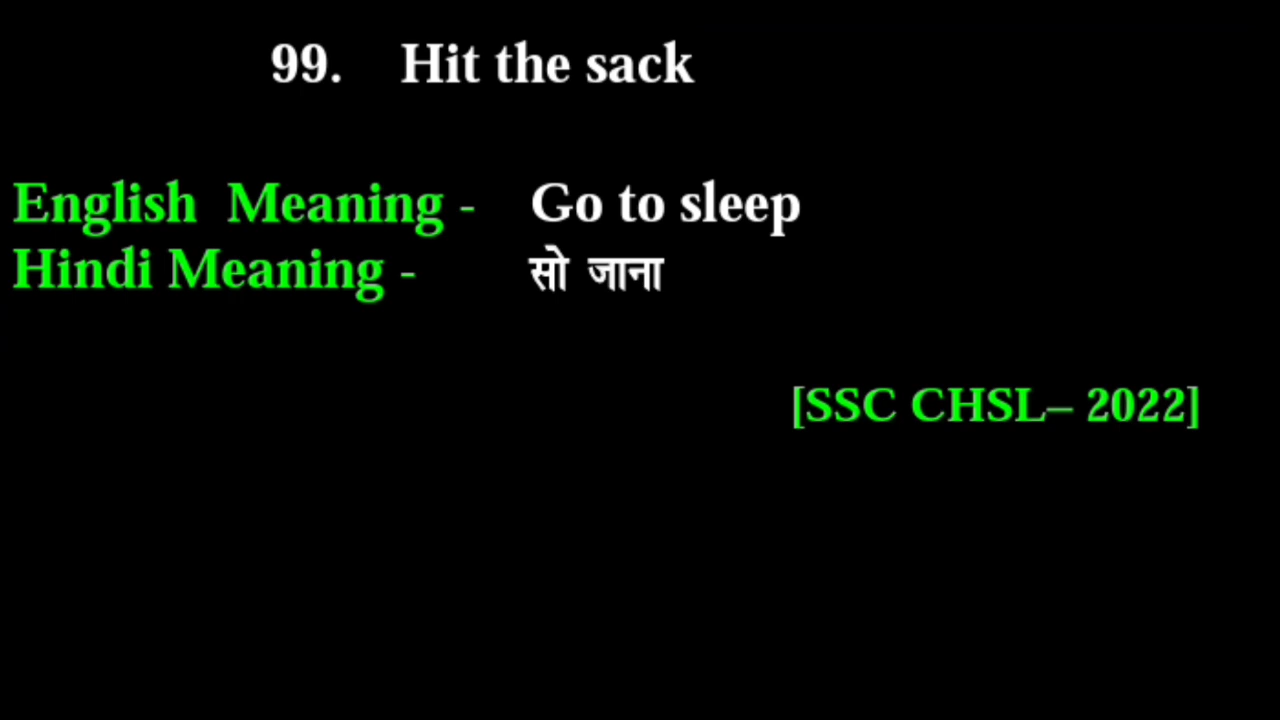 99. Hit the sack
English Meaning - Go to sleep
Hindi Meaning - सो जाना
[SSC CHSL– 2022]